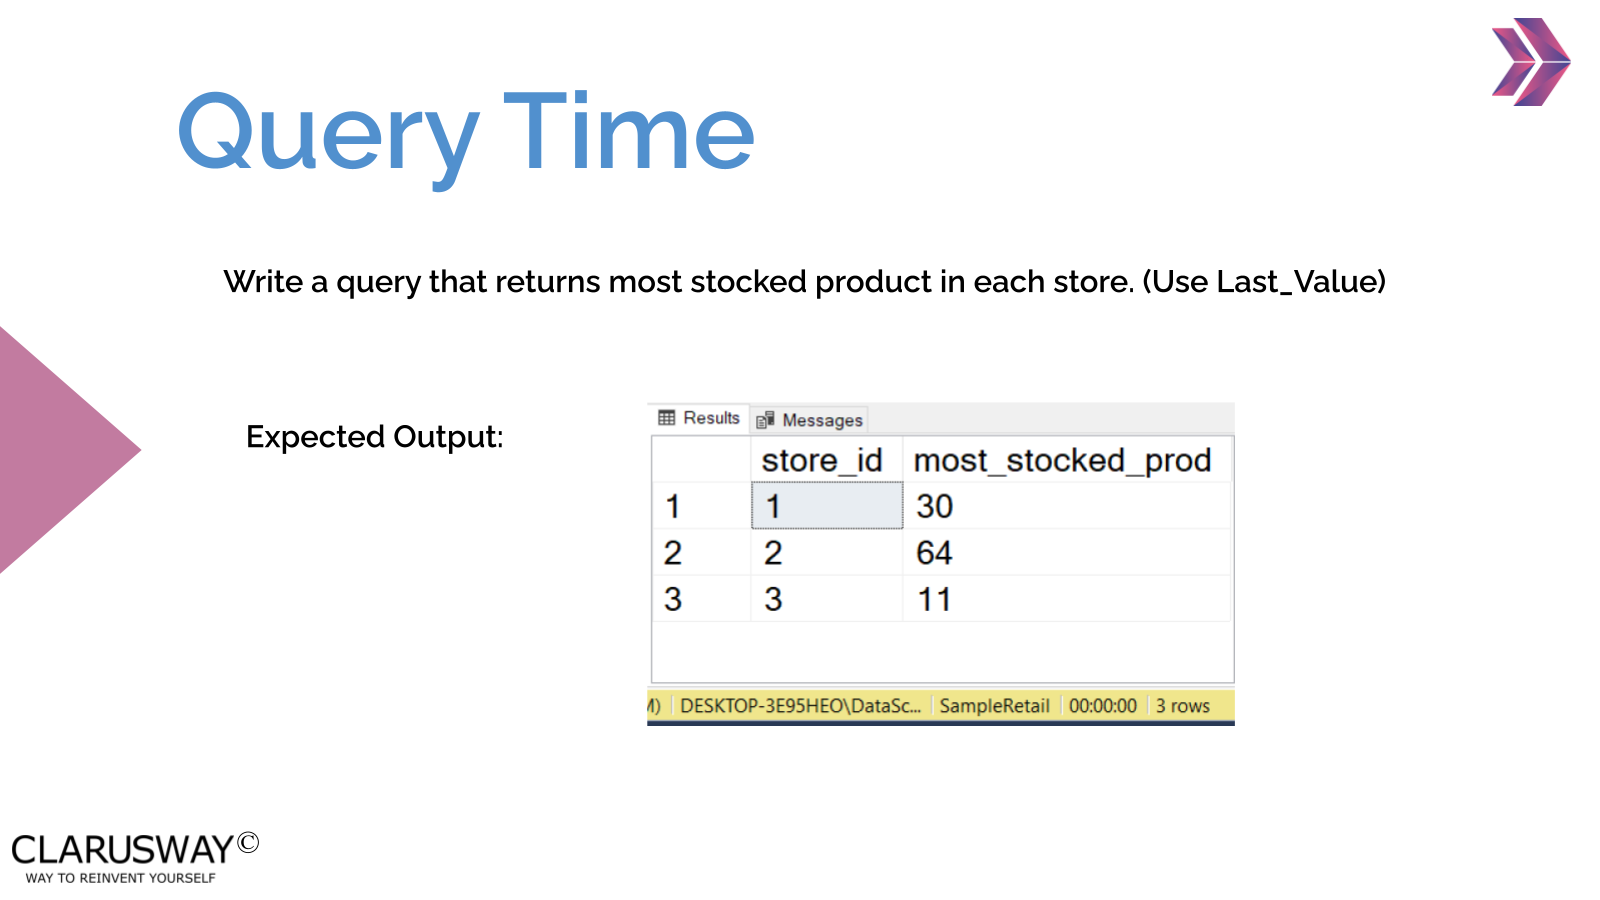 Query Time
Write a query that returns most stocked product in each store. (Use Last_Value)
Expected Output:
Results Messages
store_id most_stocked_prod
1 1 30
2 2 64
3 3 11
DESKTOP-3E95HEO\DataSc... SampleRetail 00:00:00 3 rows
CLARUSWAY©
WAY TO REINVENT YOURSELF